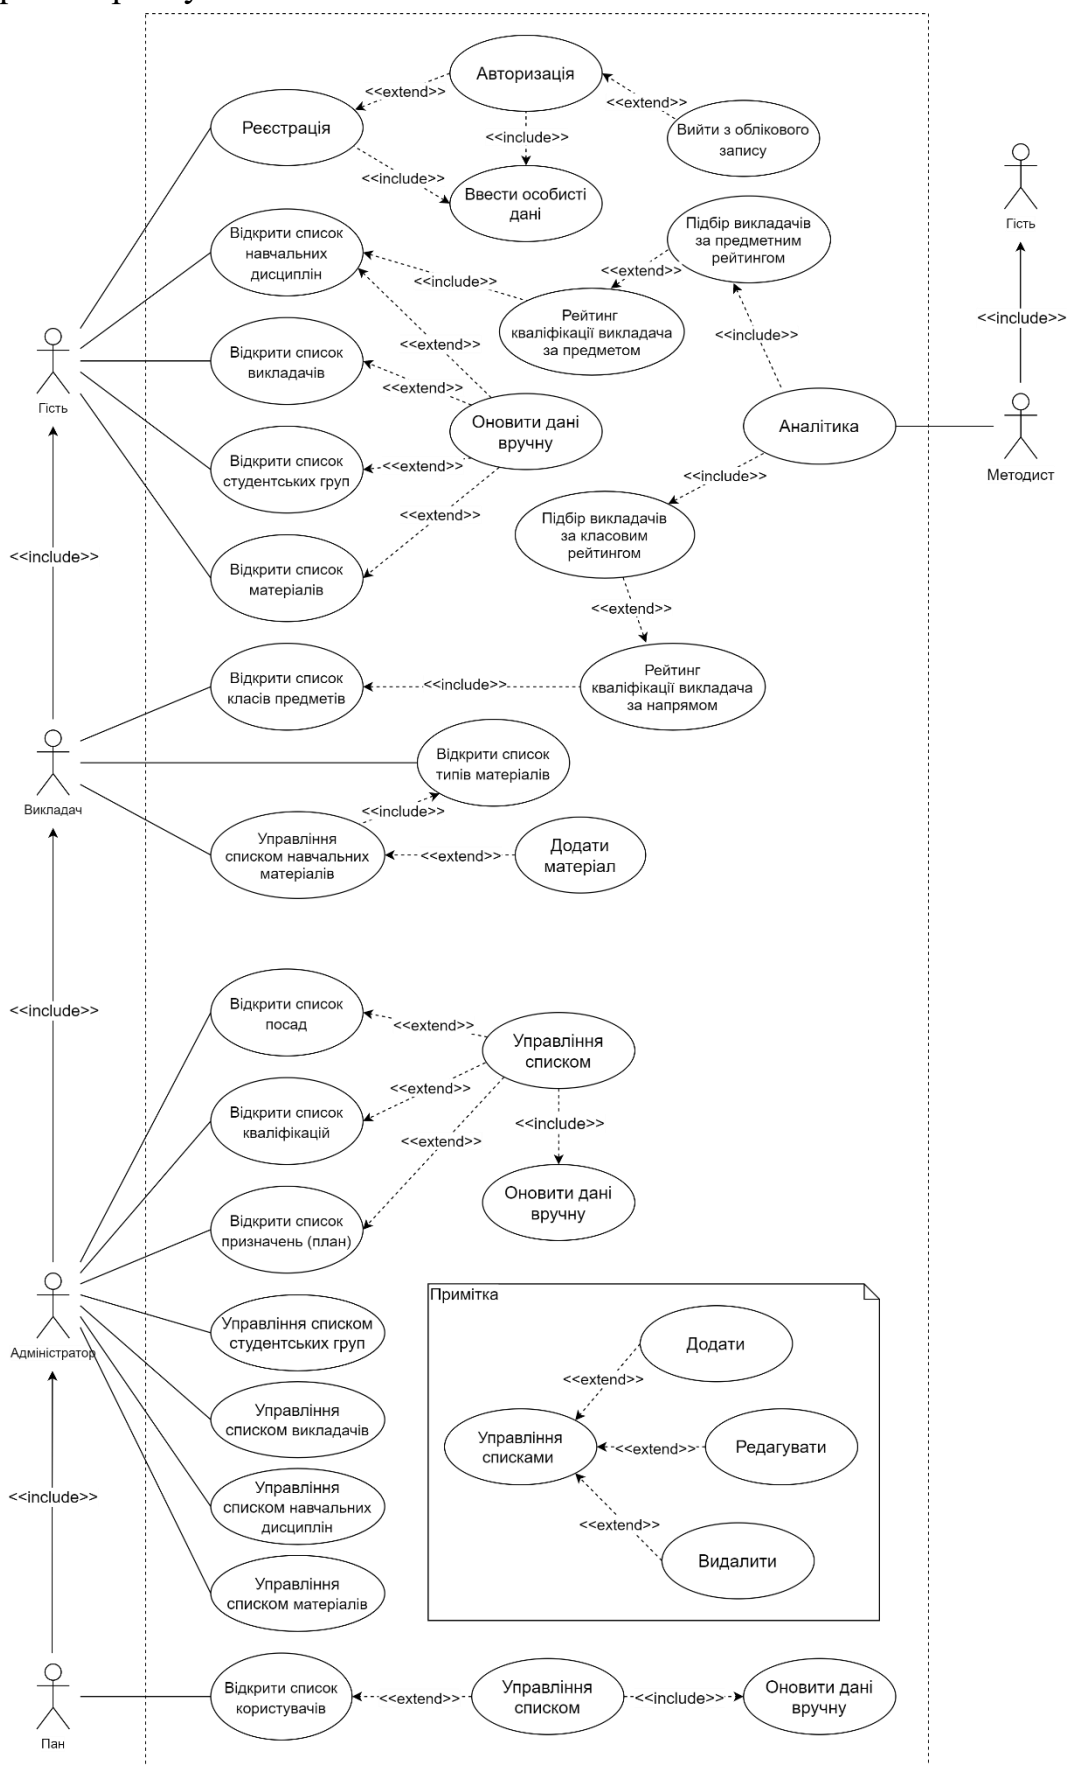 Авторизація
<<extend>>
<<extend>>
Реєстрація
Вийти з облікового
запису
<<include>>
<<include>>
Ввести особисті
дані
Гість
Відкрити список
навчальних
дисциплін
Підбір викладачів
за предметним
рейтингом
<<extend>>
<<include>>
Рейтинг
кваліфікації викладача
за предметом
<<include>>
<<include>>
<<extend>>
Відкрити список
викладачів
<<extend>>
Гість
Оновити дані
вручну
Аналітика
Методист
Відкрити список
студентських груп
<<extend>>
<<include>>
<<extend>>
Підбір викладачів
за класовим
рейтингом
<<include>>
Відкрити список
матеріалів
<<extend>>
Відкрити список
класів предметів
<<include>>
Рейтинг
кваліфікації викладача
за напрямом
Відкрити список
типів матеріалів
Викладач
<<include>>
Управління
списком навчальних
матеріалів
<<extend>>
Додати
матеріал
<<include>>
Відкрити список
посад
<<extend>>
Управління
списком
<<extend>>
Відкрити список
кваліфікацій
<<include>>
<<extend>>
Оновити дані
вручну
Відкрити список
призначень (план)
Адміністратор
Управління списком
студентських груп
Управління
списком викладачів
Управління
списком навчальних
дисциплін
Управління
списком матеріалів
Примітка
Додати
<<extend>>
Управління
списками
<<extend>>
Редагувати
<<extend>>
Видалити
<<include>>
Пан
Відкрити список
користувачів
<<extend>>
Управління
списком
<<include>>
Оновити дані
вручну